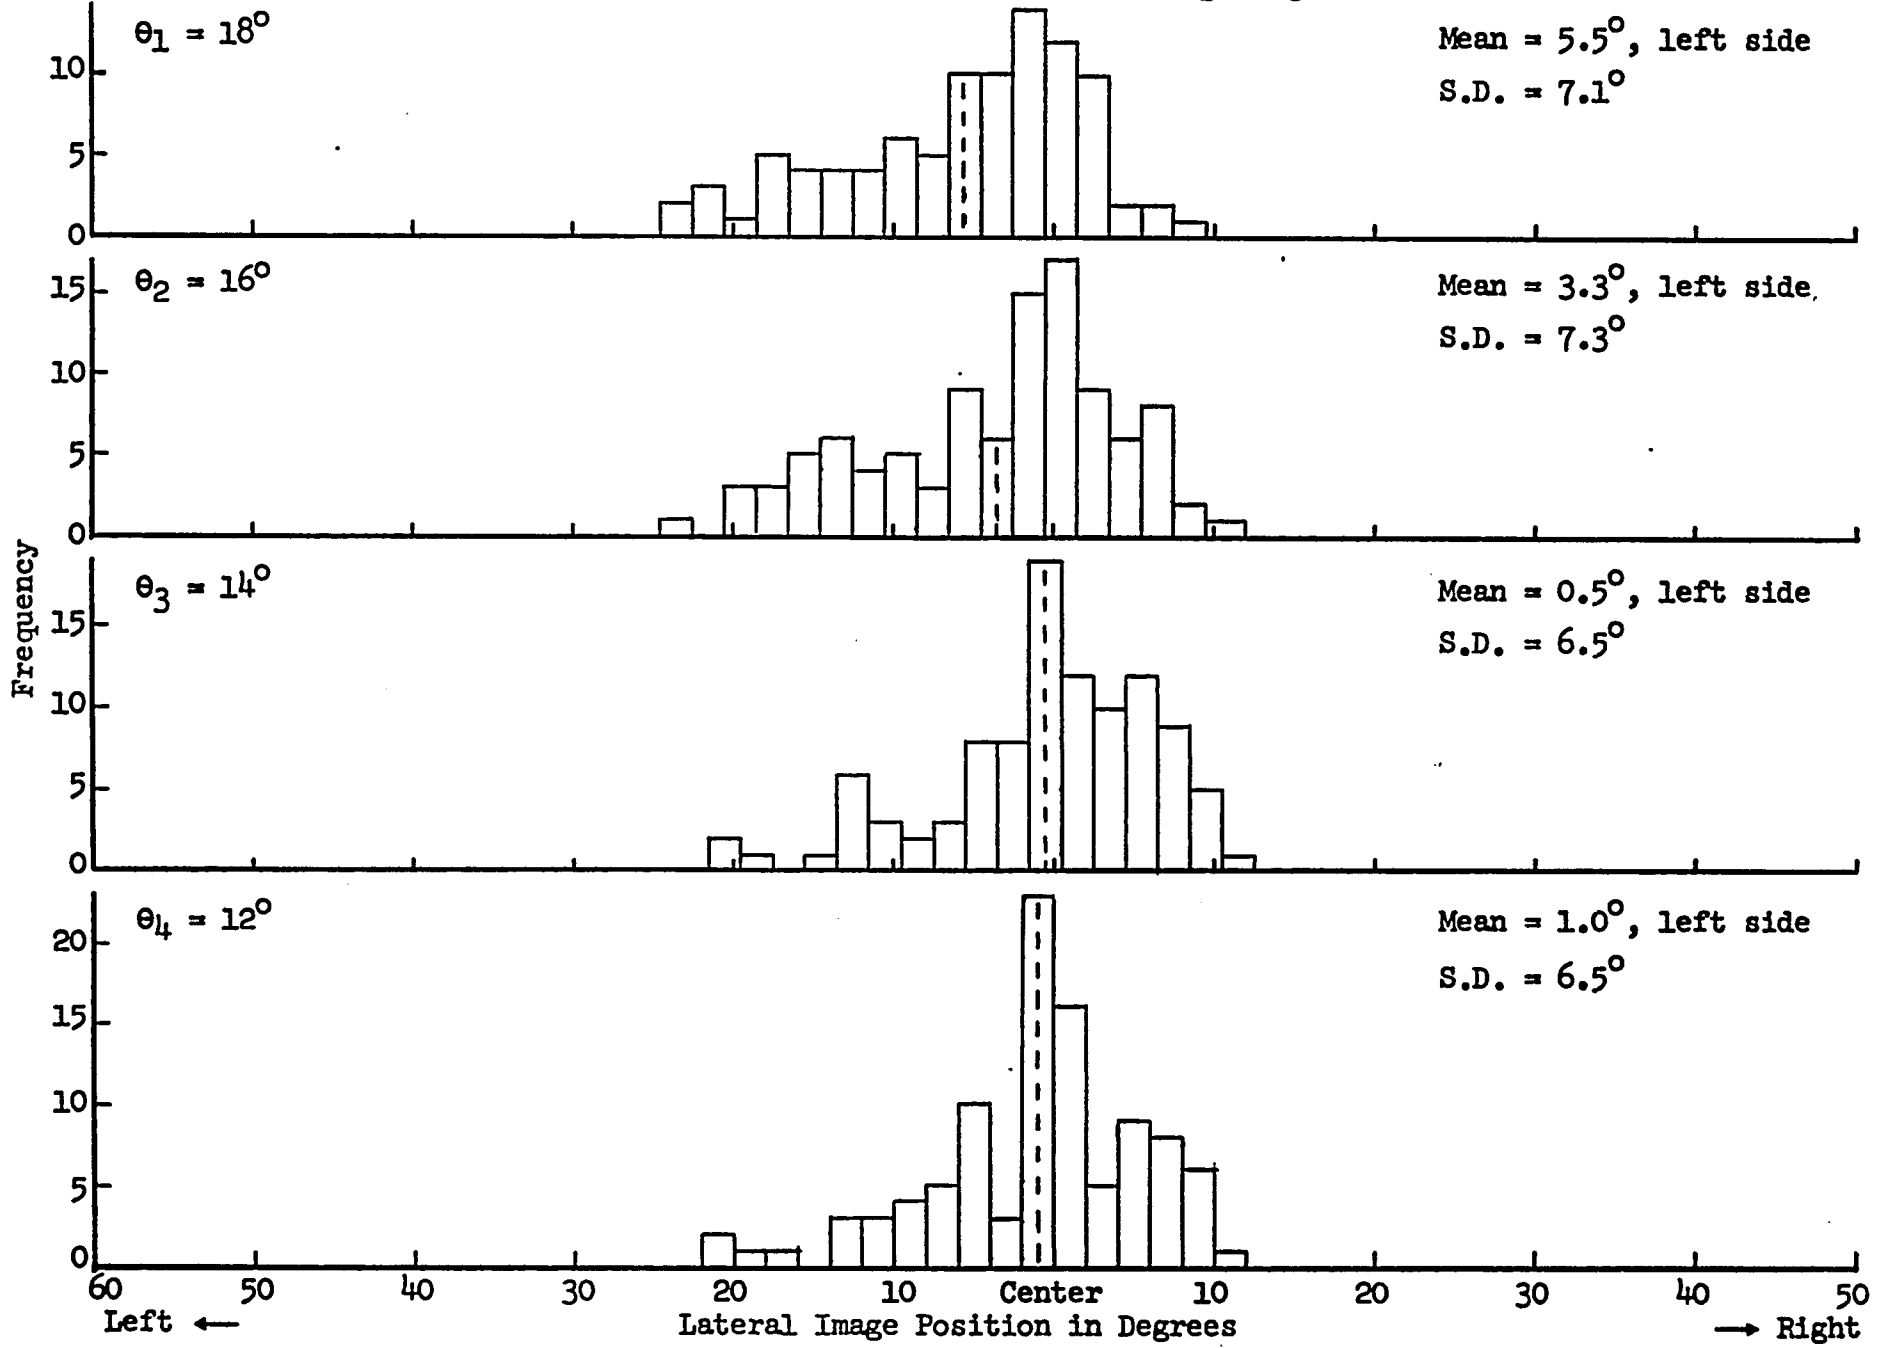 θ1 = 18°
Mean = 5.5°, left side
S.D. = 7.1°
10
5
0
θ2 = 16°
Mean = 3.3°, left side
S.D. = 7.3°
15
10
5
0
Frequency
θ3 = 14°
Mean = 0.5°, left side
S.D. = 6.5°
15
10
5
0
θ4 = 12°
Mean = 1.0°, left side
S.D. = 6.5°
20
15
10
5
0
60 50 40 30 20 10 Center 10 20 30 40 50
Left ← Lateral Image Position in Degrees → Right